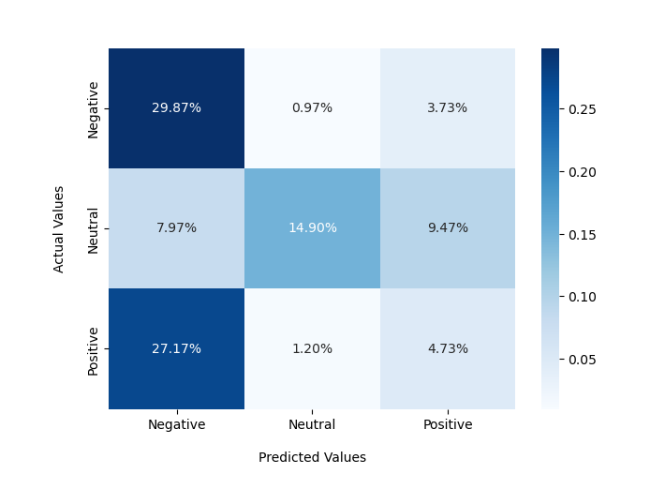 Actual Values
Negative
29.87% 0.97% 3.73%
Neutral
7.97% 14.90% 9.47%
Positive
27.17% 1.20% 4.73%
Negative Neutral Positive
Predicted Values
0.25
0.20
0.15
0.10
0.05